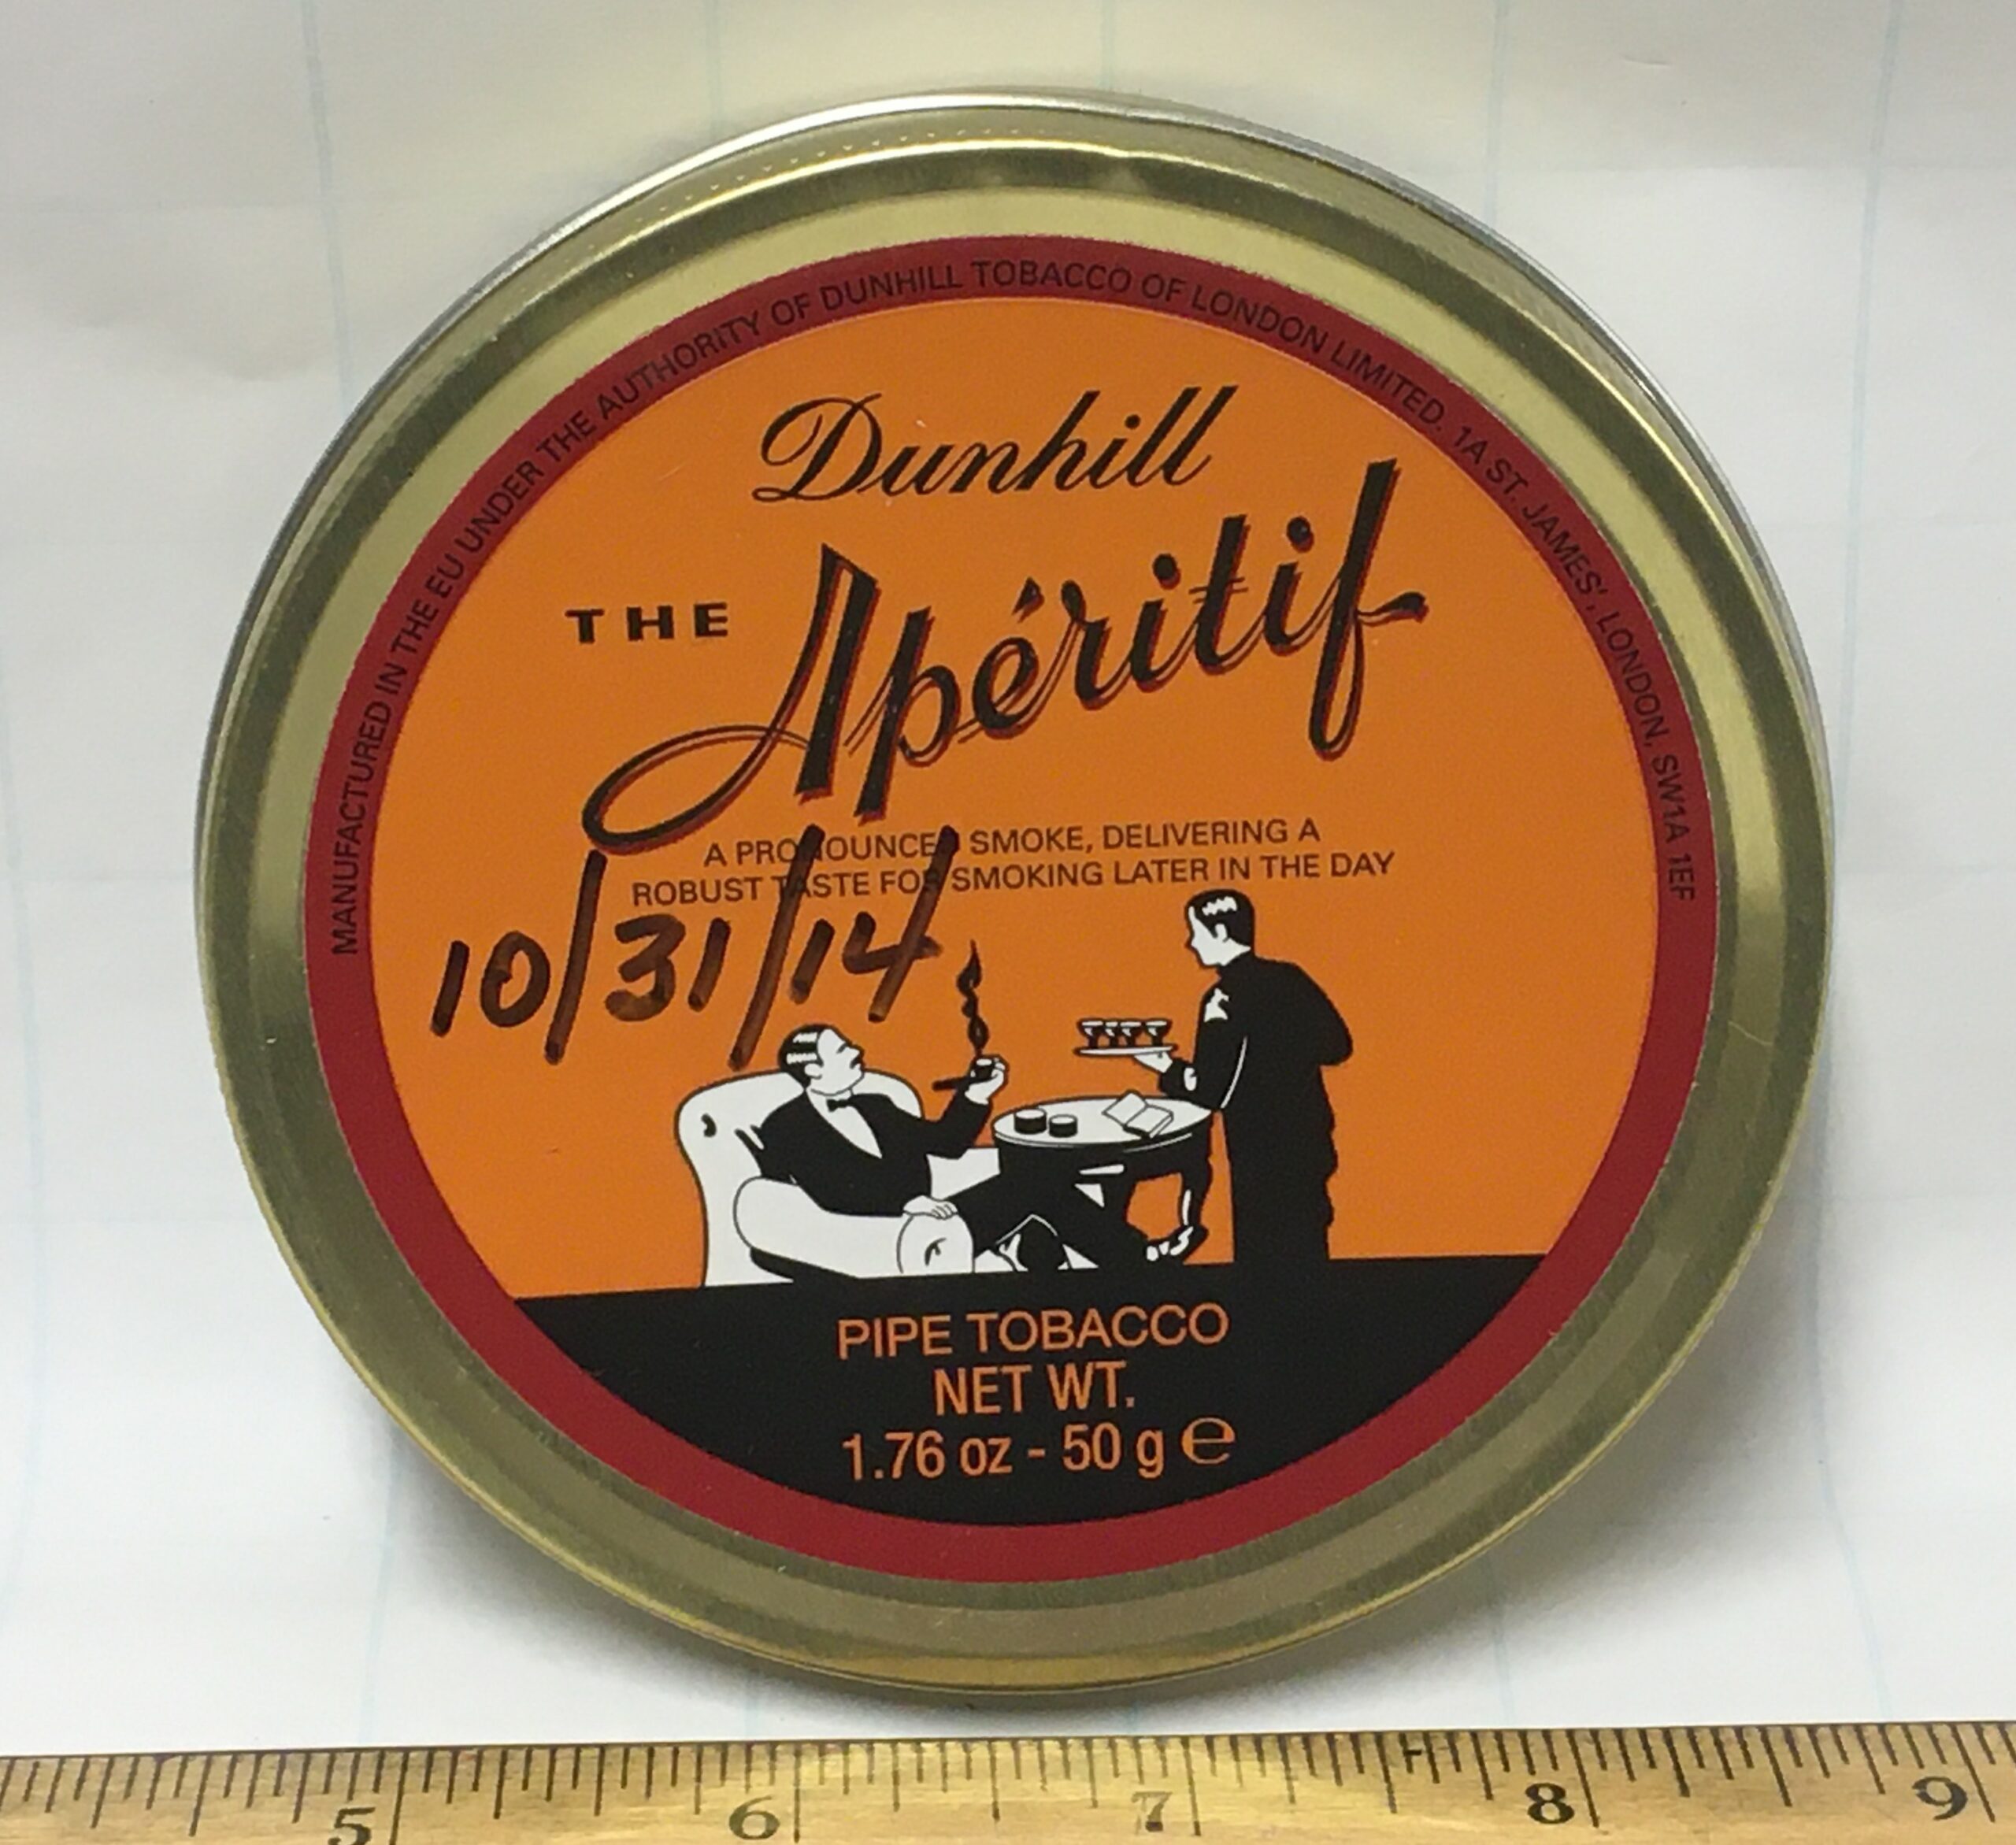 MANUFACTURED IN THE EU UNDER THE AUTHORITY OF DUNHILL TOBACCO OF LONDON LIMITED. 1A ST. JAMES', LONDON, SW1A 1EF
Dunhill
THE Apéritif
A PRONOUNCED SMOKE, DELIVERING A
ROBUST TASTE FOR SMOKING LATER IN THE DAY
10/31/14
PIPE TOBACCO
NET WT.
1.76 oz - 50 g ℮
5 6 7 8 9